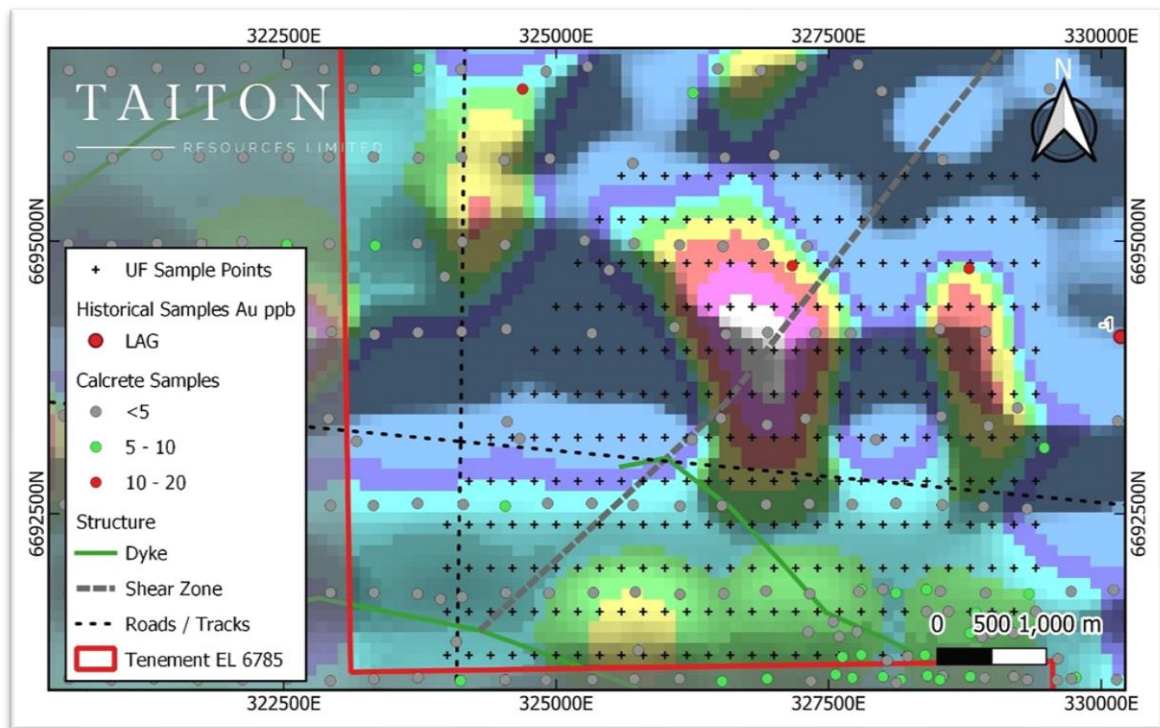 322500E 325000E 327500E 330000E
TAITON
RESOURCES LIMITED
N
6695000N
6695000N
UF Sample Points
Historical Samples Au ppb
LAG
-1
Calcrete Samples
<5
5 - 10
10 - 20
Structure
Dyke
Shear Zone
Roads / Tracks
Tenement EL 6785
6692500N
6692500N
0 500 1,000 m
322500E 325000E 327500E 330000E